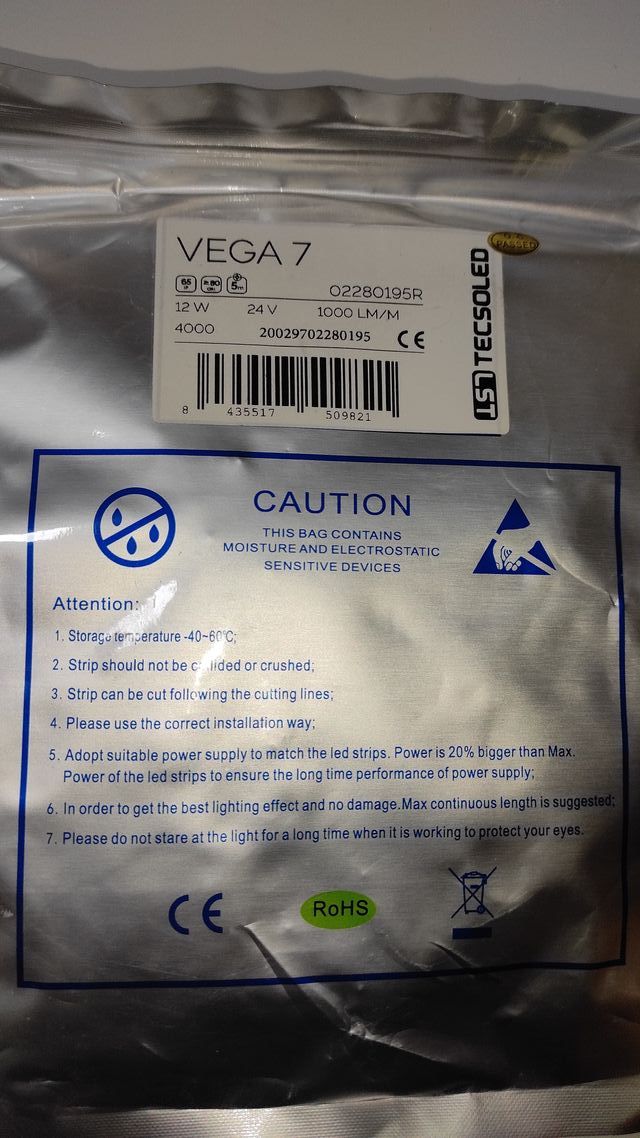 VEGA 7
65 IP
≥80 CRI
5m
02280195R
12 W 24 V 1000 LM/M
4000 20029702280195 CE
8 435517 509821
LST TECSOLED
PASSED
CAUTION
THIS BAG CONTAINS
MOISTURE AND ELECTROSTATIC
SENSITIVE DEVICES
Attention:
1. Storage temperature -40~60℃;
2. Strip should not be collided or crushed;
3. Strip can be cut following the cutting lines;
4. Please use the correct installation way;
5. Adopt suitable power supply to match the led strips. Power is 20% bigger than Max.
Power of the led strips to ensure the long time performance of power supply;
6. In order to get the best lighting effect and no damage.Max continuous length is suggested;
7. Please do not stare at the light for a long time when it is working to protect your eyes.
CE
RoHS